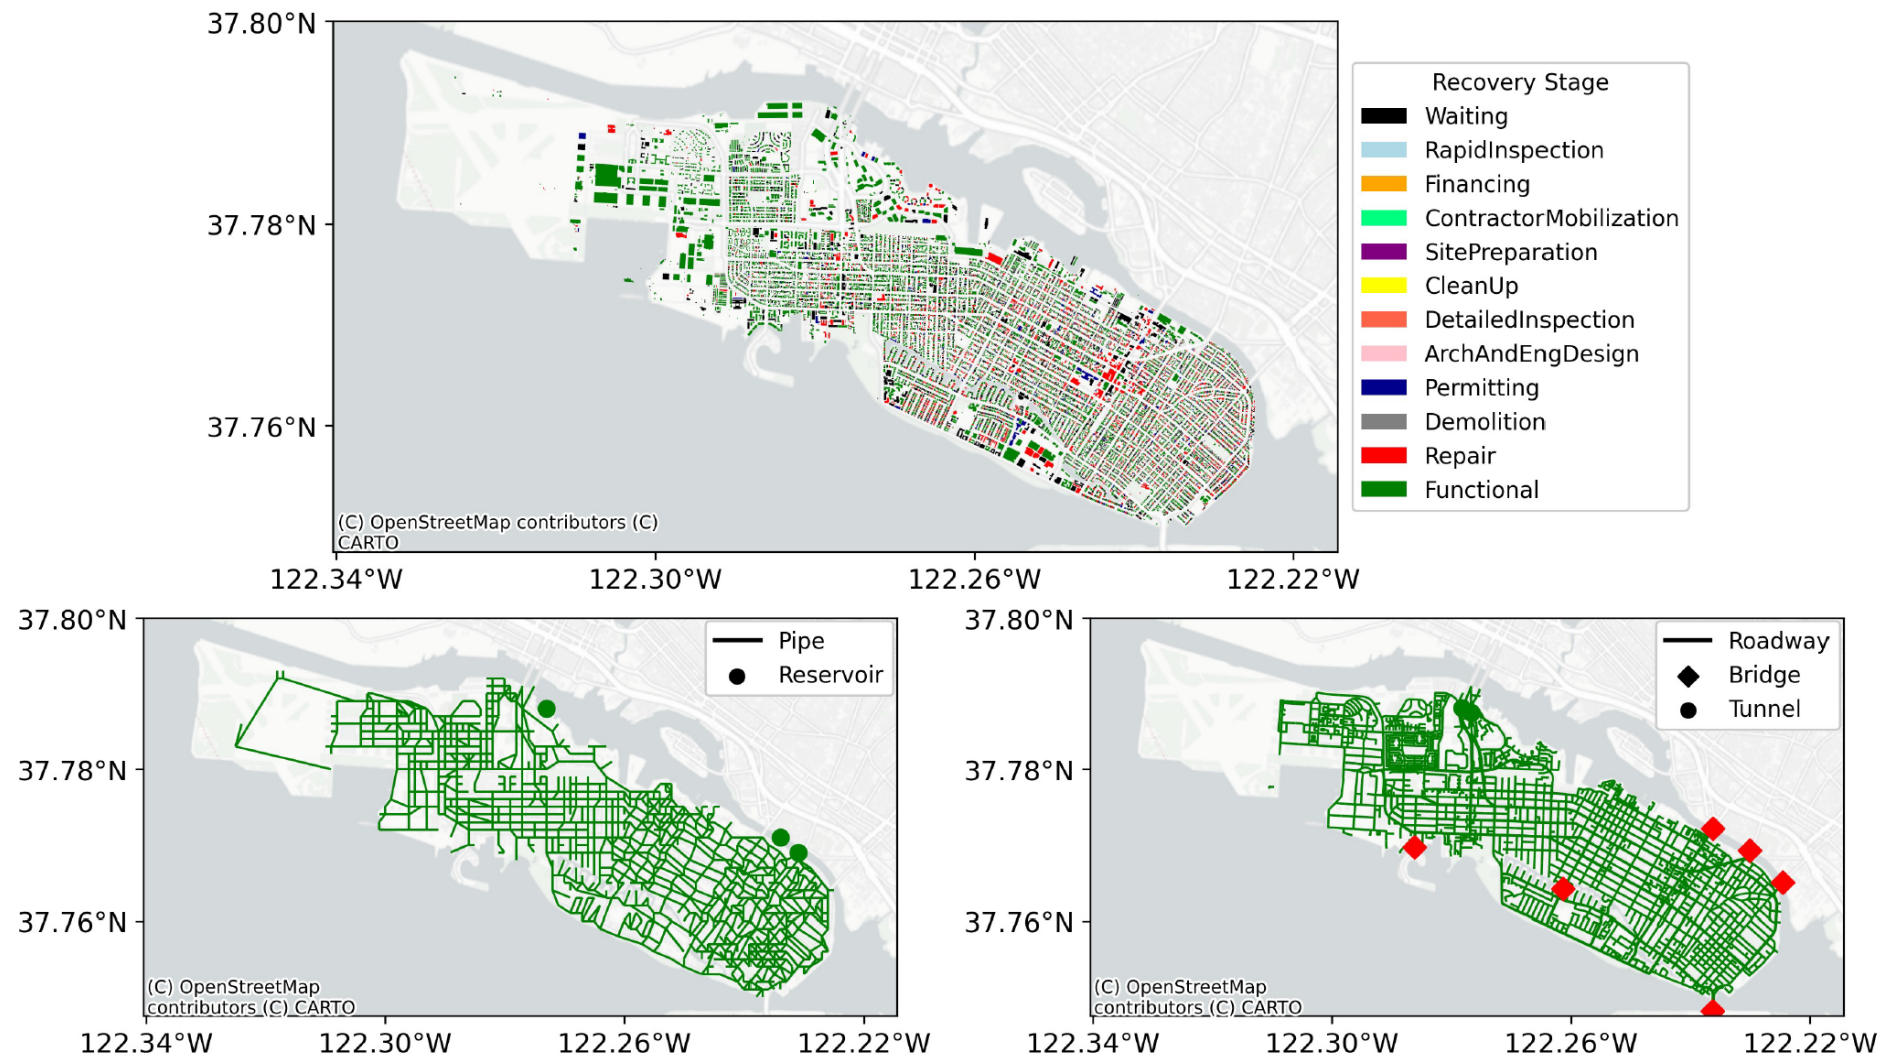 37.80°N
37.78°N
37.76°N
(C) OpenStreetMap contributors (C)
CARTO
122.34°W
122.30°W
122.26°W
122.22°W
Recovery Stage
Waiting
RapidInspection
Financing
ContractorMobilization
SitePreparation
CleanUp
DetailedInspection
ArchAndEngDesign
Permitting
Demolition
Repair
Functional
37.80°N
37.78°N
37.76°N
Pipe
Reservoir
(C) OpenStreetMap
contributors (C) CARTO
122.34°W
122.30°W
122.26°W
122.22°W
37.80°N
37.78°N
37.76°N
Roadway
Bridge
Tunnel
(C) OpenStreetMap
contributors (C) CARTO
122.34°W
122.30°W
122.26°W
122.22°W